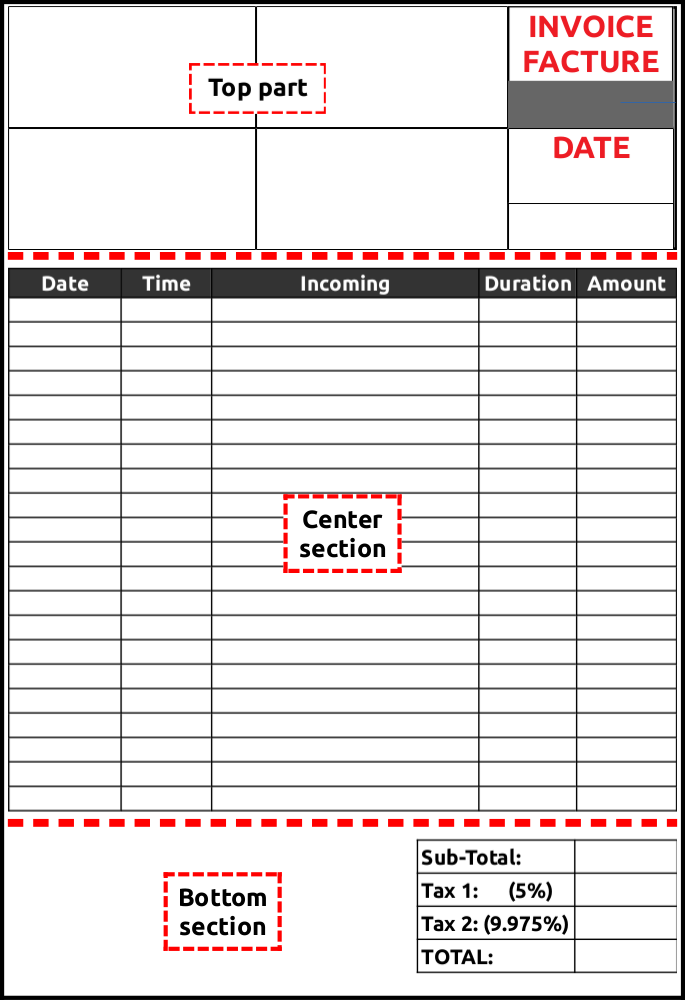 INVOICE
FACTURE
Top part
DATE
Date Time Incoming Duration Amount
Center
section
Sub-Total:
Tax 1: (5%)
Bottom
section
Tax 2: (9.975%)
TOTAL: